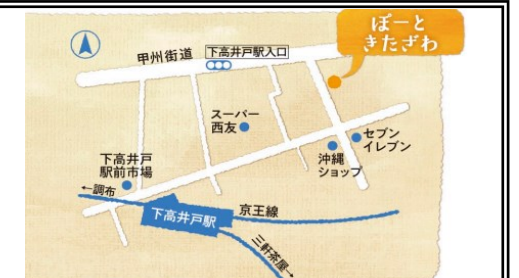 ぽーと
きたざわ
甲州街道
下高井戸駅入口
スーパー
西友
セブン
イレブン
沖縄
ショップ
下高井戸
駅前市場
←調布
下高井戸駅
京王線
三軒茶屋→